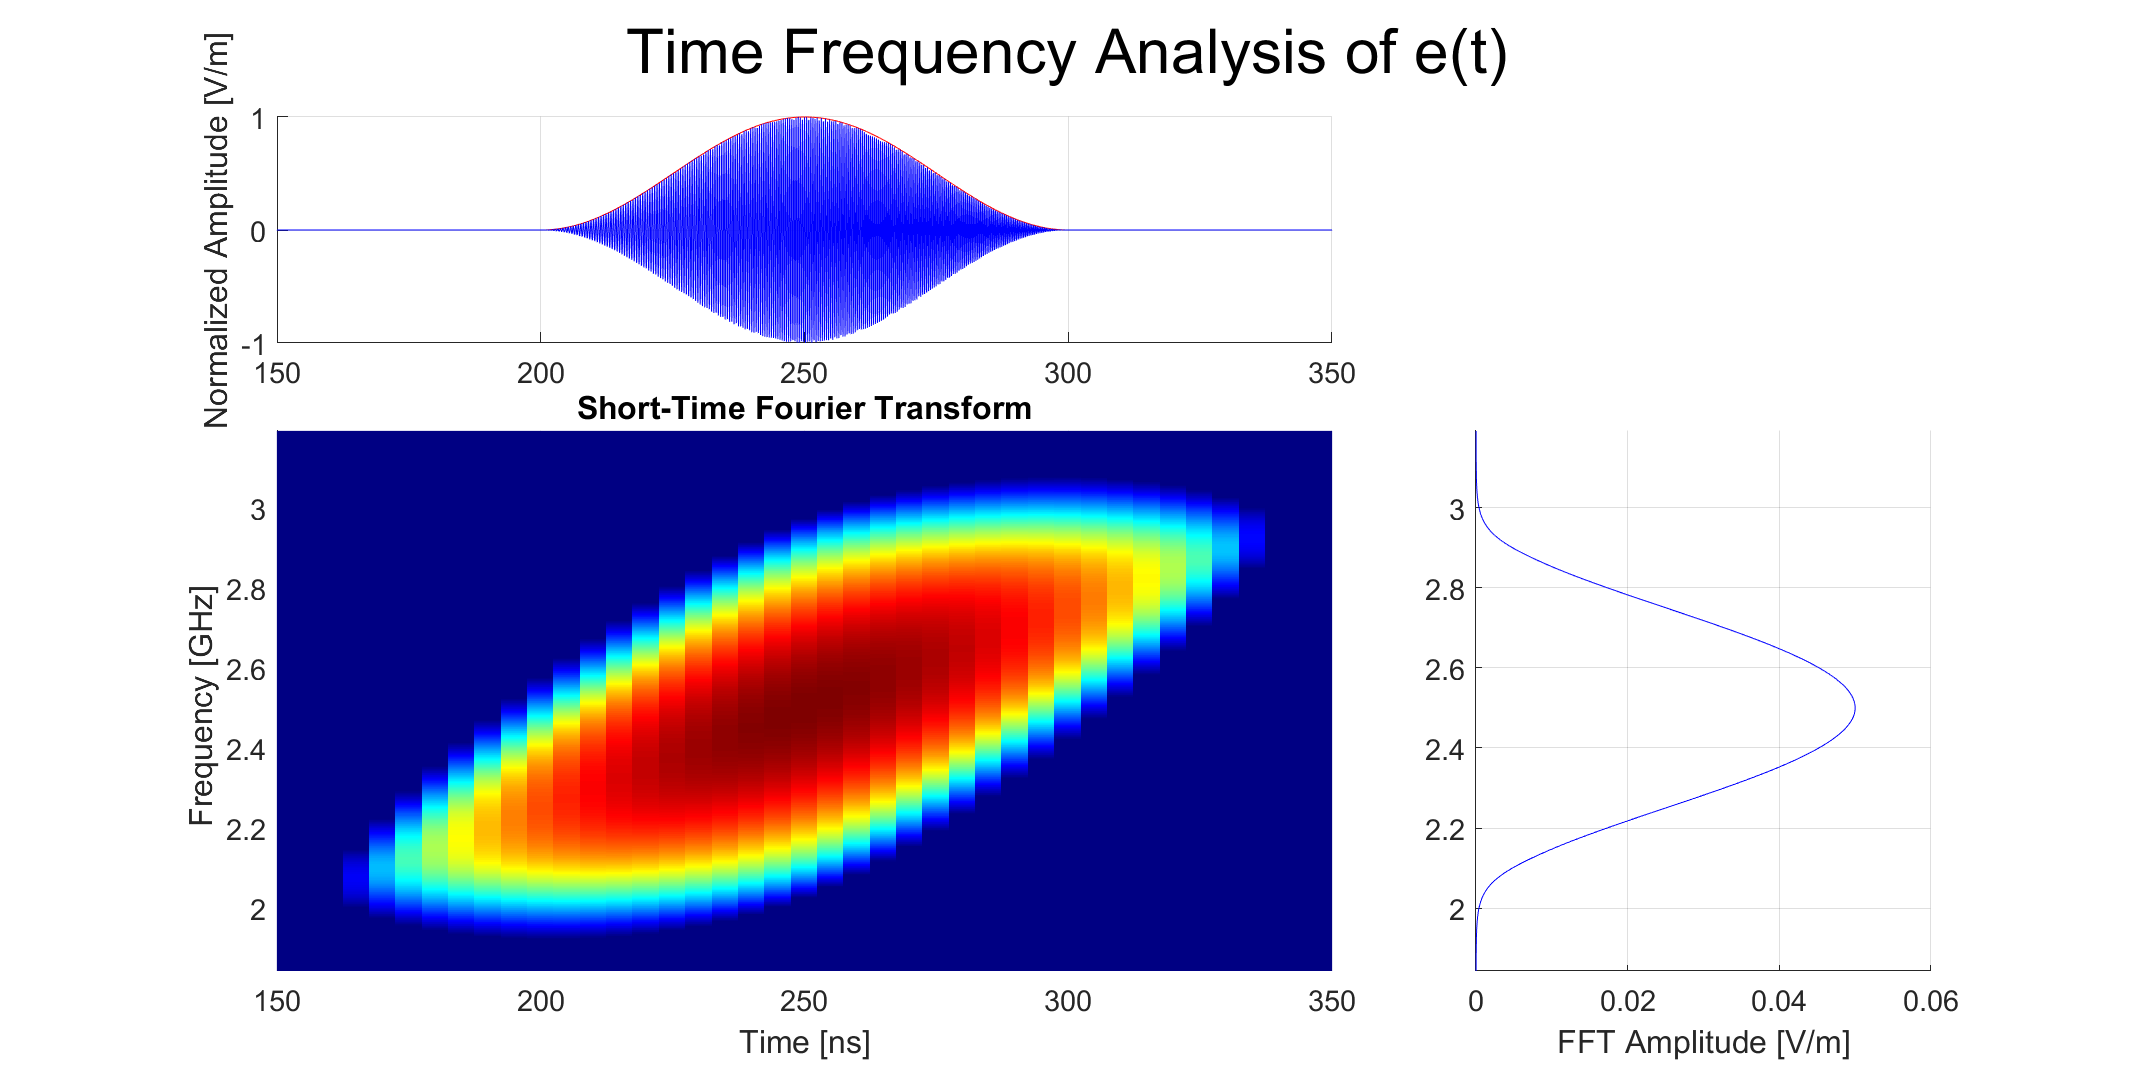 Time Frequency Analysis of e(t)
Normalized Amplitude [V/m]
1
0
-1
150 200 250 300 350
Short-Time Fourier Transform
Frequency [GHz]
3
2.8
2.6
2.4
2.2
2
150 200 250 300 350
Time [ns]
3
2.8
2.6
2.4
2.2
2
0 0.02 0.04 0.06
FFT Amplitude [V/m]